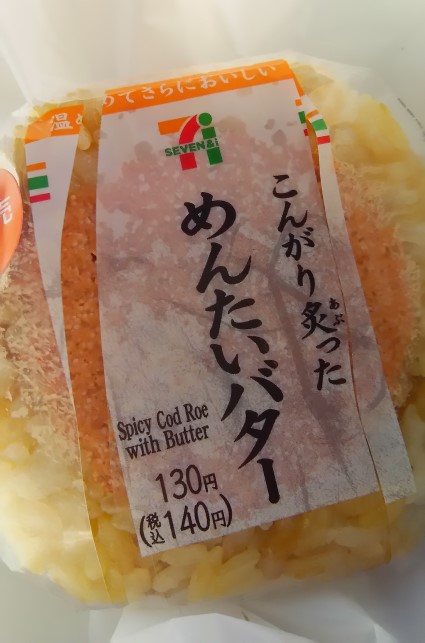 温めてさらにおいしい
SEVEN&i
こんがり炙った
あぶ
めんたいバター
Spicy Cod Roe
with Butter
130円
(税込140円)